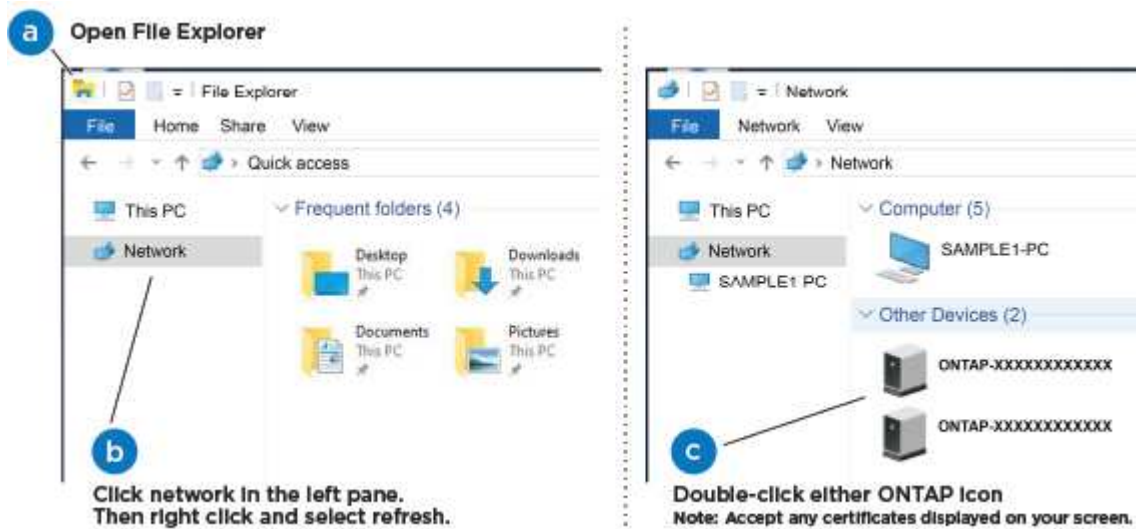 a Open File Explorer
File Explorer
File Home Share View
Quick access
This PC
Network
Frequent folders (4)
Desktop
This PC
Downloads
This PC
Documents
This PC
Pictures
This PC
b
Click network in the left pane.
Then right click and select refresh.
Network
File Network View
Network
This PC
Network
SAMPLE1 PC
Computer (5)
SAMPLE1-PC
Other Devices (2)
ONTAP-XXXXXXXXXXXX
ONTAP-XXXXXXXXXXXX
c
Double-click either ONTAP icon
Note: Accept any certificates displayed on your screen.